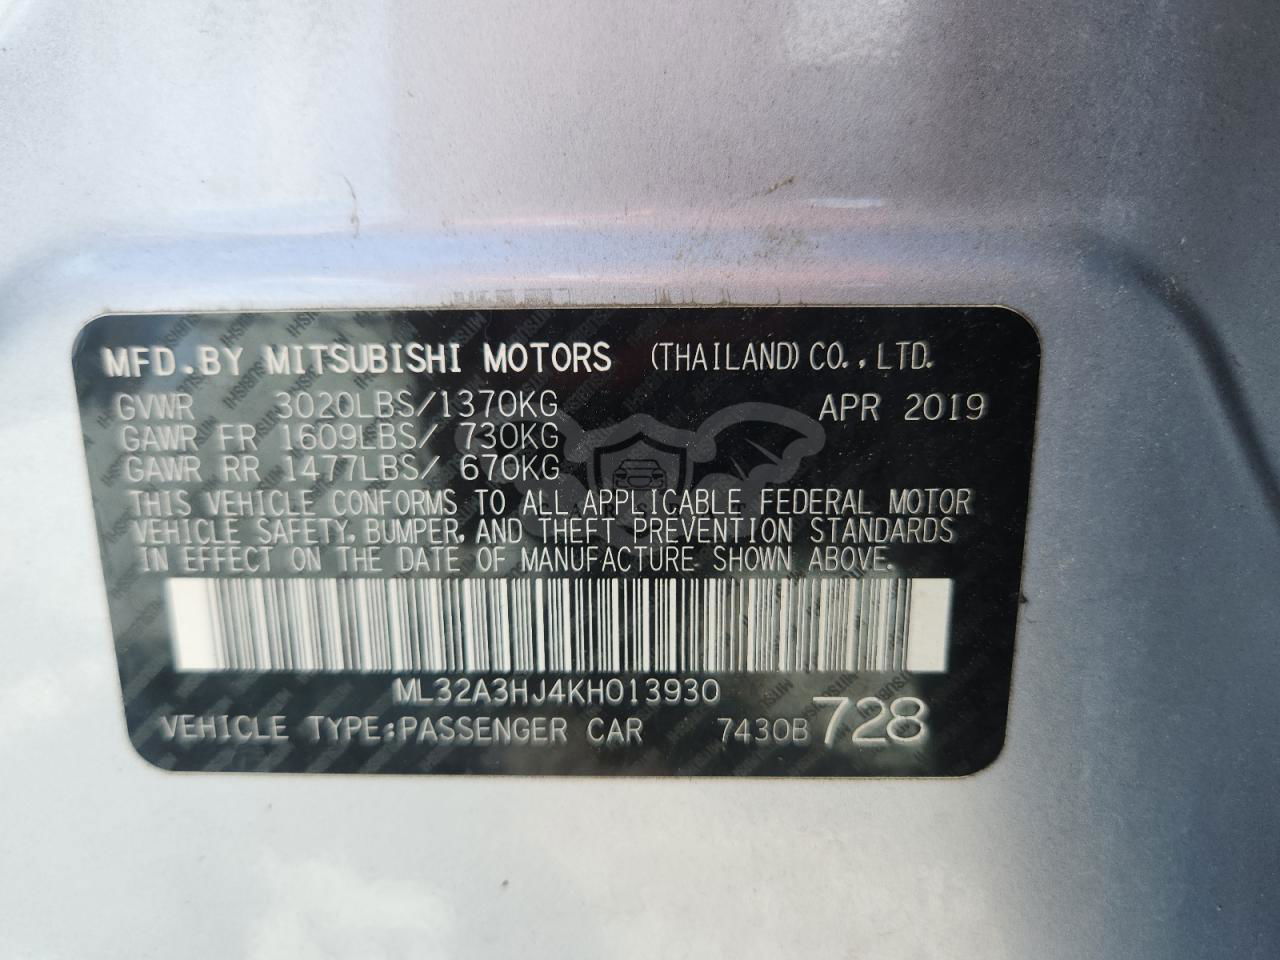 MFD.BY MITSUBISHI MOTORS (THAILAND) CO.,LTD.
GVWR 3020LBS/1370KG APR 2019
GAWR FR 1609LBS/ 730KG
GAWR RR 1477LBS/ 670KG
THIS VEHICLE CONFORMS TO ALL APPLICABLE FEDERAL MOTOR
VEHICLE SAFETY, BUMPER, AND THEFT PREVENTION STANDARDS
IN EFFECT ON THE DATE OF MANUFACTURE SHOWN ABOVE.
ML32A3HJ4KH013930
VEHICLE TYPE:PASSENGER CAR 7430B 728